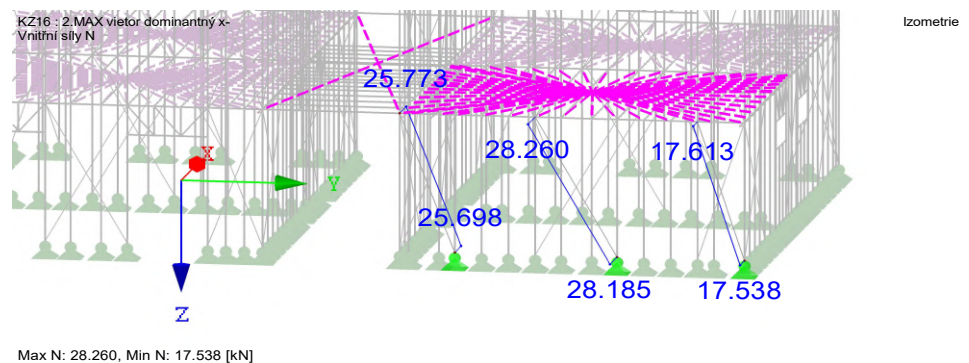 KZ16 : 2.MAX vietor dominantný x-
Vnitřní síly N
Izometrie
25.773
28.260
17.613
X
Y
25.698
28.185
17.538
Z
Max N: 28.260, Min N: 17.538 [kN]